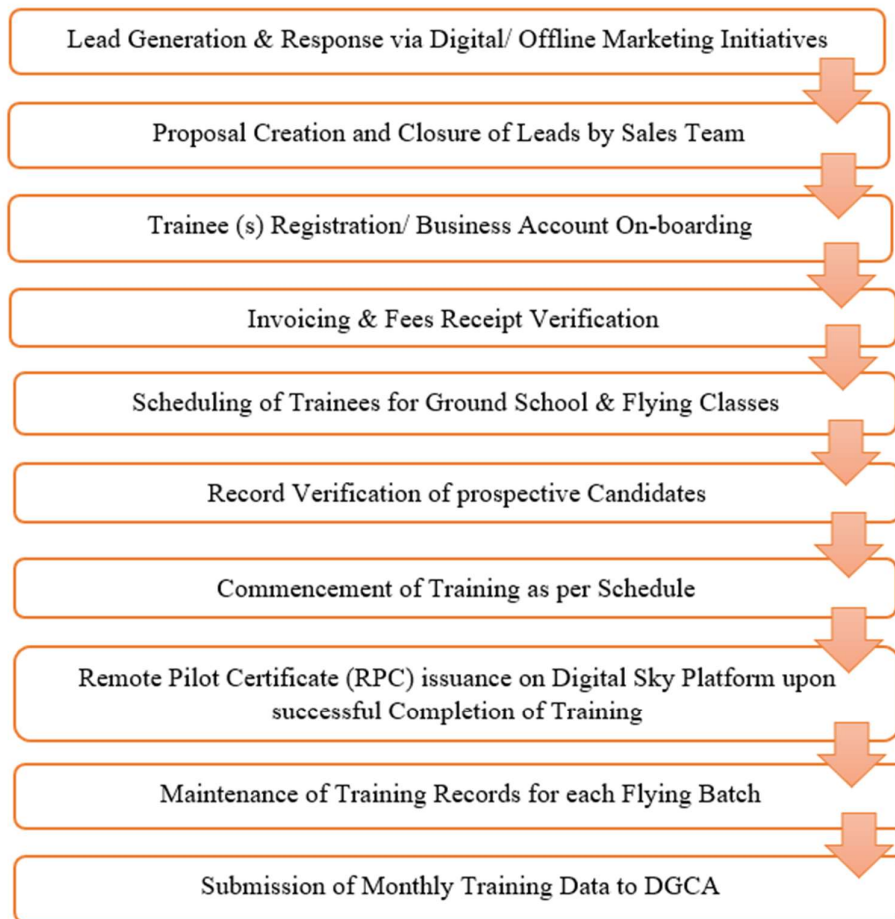 Lead Generation & Response via Digital/ Offline Marketing Initiatives
Proposal Creation and Closure of Leads by Sales Team
Trainee (s) Registration/ Business Account On-boarding
Invoicing & Fees Receipt Verification
Scheduling of Trainees for Ground School & Flying Classes
Record Verification of prospective Candidates
Commencement of Training as per Schedule
Remote Pilot Certificate (RPC) issuance on Digital Sky Platform upon
successful Completion of Training
Maintenance of Training Records for each Flying Batch
Submission of Monthly Training Data to DGCA